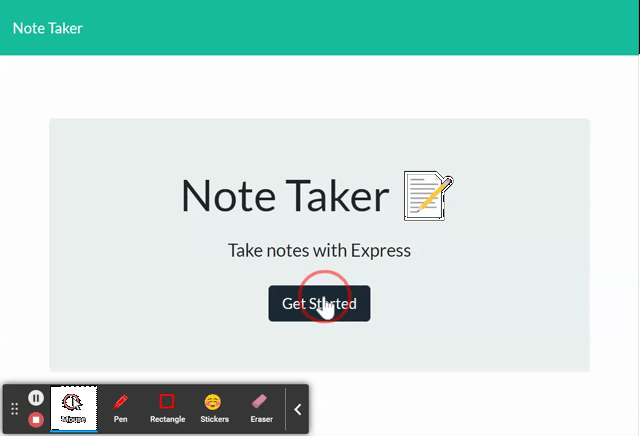 Note Taker
Note Taker
Take notes with Express
Get Started
Mouse
Pen
Rectangle
Stickers
Eraser